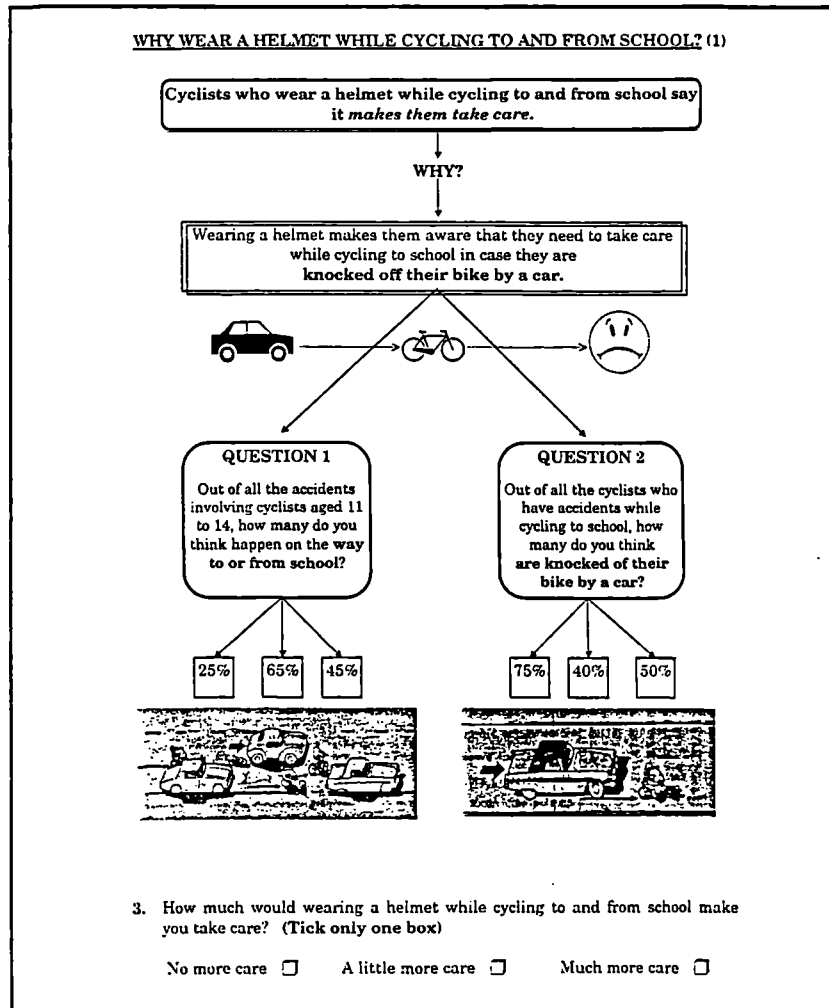 WHY WEAR A HELMET WHILE CYCLING TO AND FROM SCHOOL? (1)
Cyclists who wear a helmet while cycling to and from school say
it makes them take care.
WHY?
Wearing a helmet makes them aware that they need to take care
while cycling to school in case they are
knocked off their bike by a car.
QUESTION 1
Out of all the accidents
involving cyclists aged 11
to 14, how many do you
think happen on the way
to or from school?
25% 65% 45%
QUESTION 2
Out of all the cyclists who
have accidents while
cycling to school, how
many do you think
are knocked of their
bike by a car?
75% 40% 50%
3. How much would wearing a helmet while cycling to and from school make
you take care? (Tick only one box)
No more care A little more care Much more care